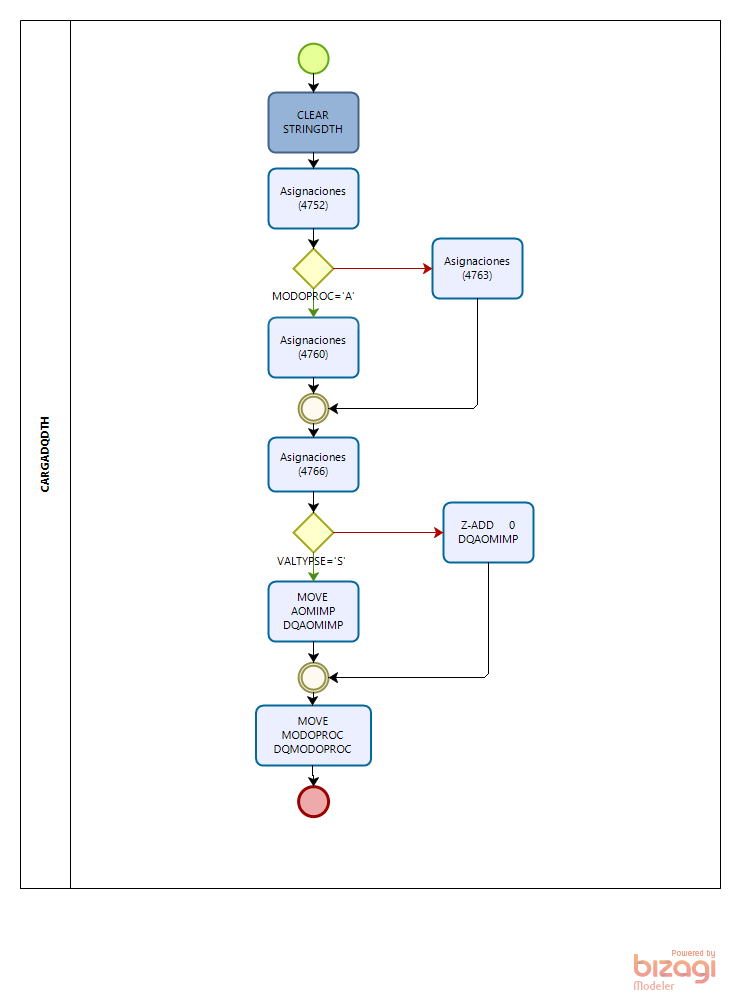 CARGADQDTH
CLEAR
STRINGDTH
Asignaciones
(4752)
Asignaciones
(4763)
MODOPROC='A'
Asignaciones
(4760)
Asignaciones
(4766)
Z-ADD     0
DQAOMIMP
VALTYPSE='S'
MOVE
AOMIMP
DQAOMIMP
MOVE
MODOPROC
DQMODOPROC
Powered by
bizagi
Modeler